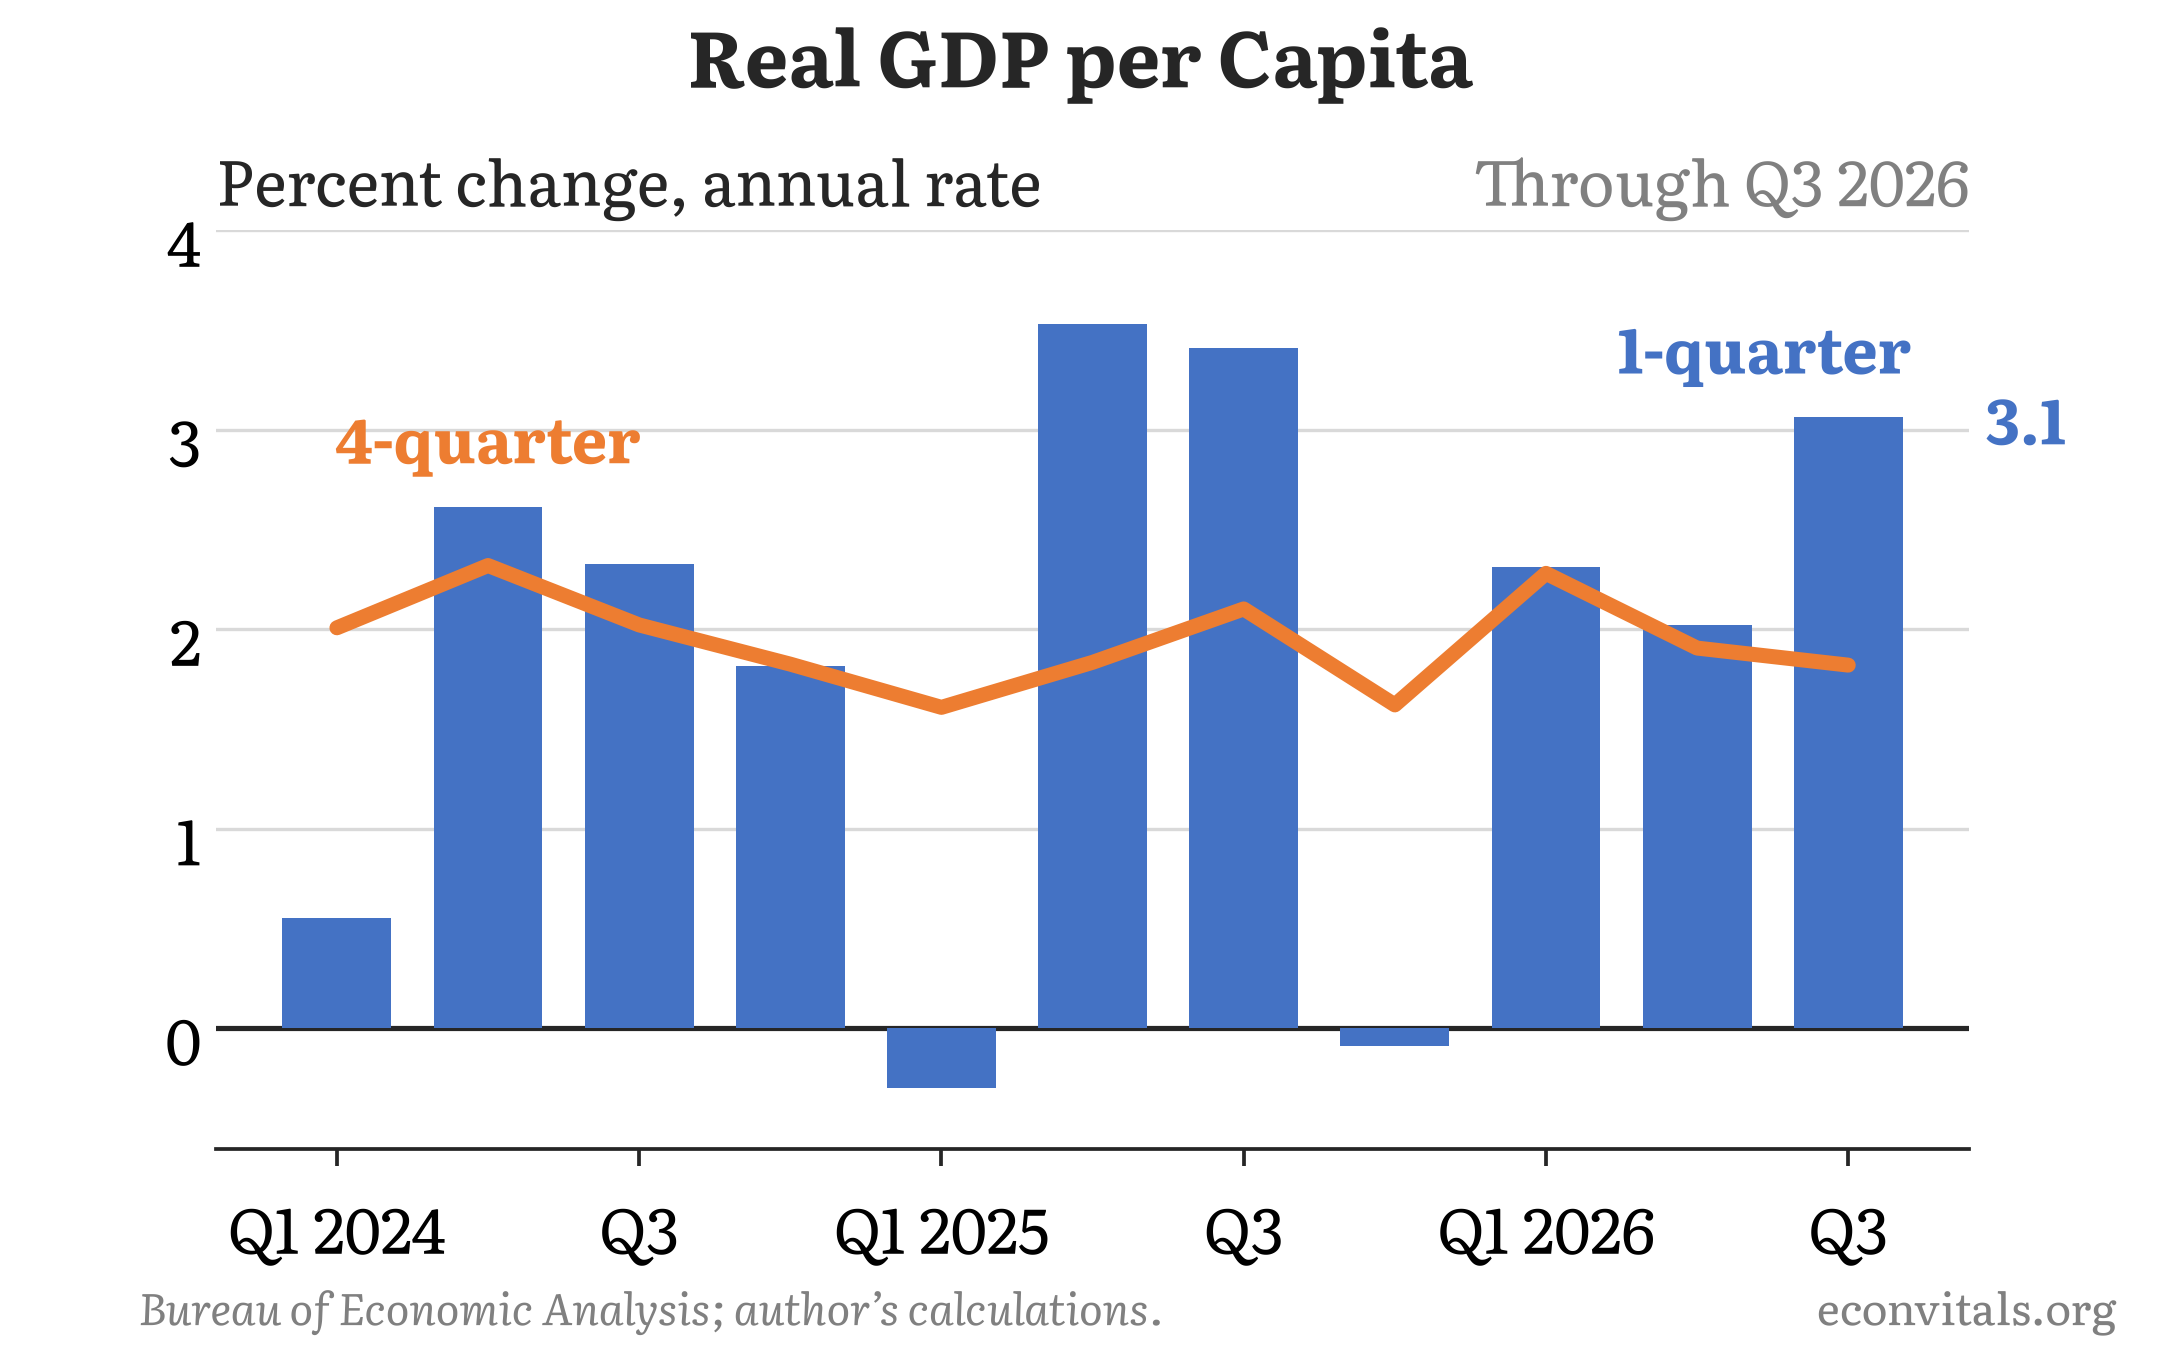 Real GDP per Capita
Percent change, annual rate
Through Q3 2026
4
1-quarter
3.1
4-quarter
3
2
1
0
Q1 2024
Q3
Q1 2025
Q3
Q1 2026
Q3
Bureau of Economic Analysis; author's calculations.
econvitals.org